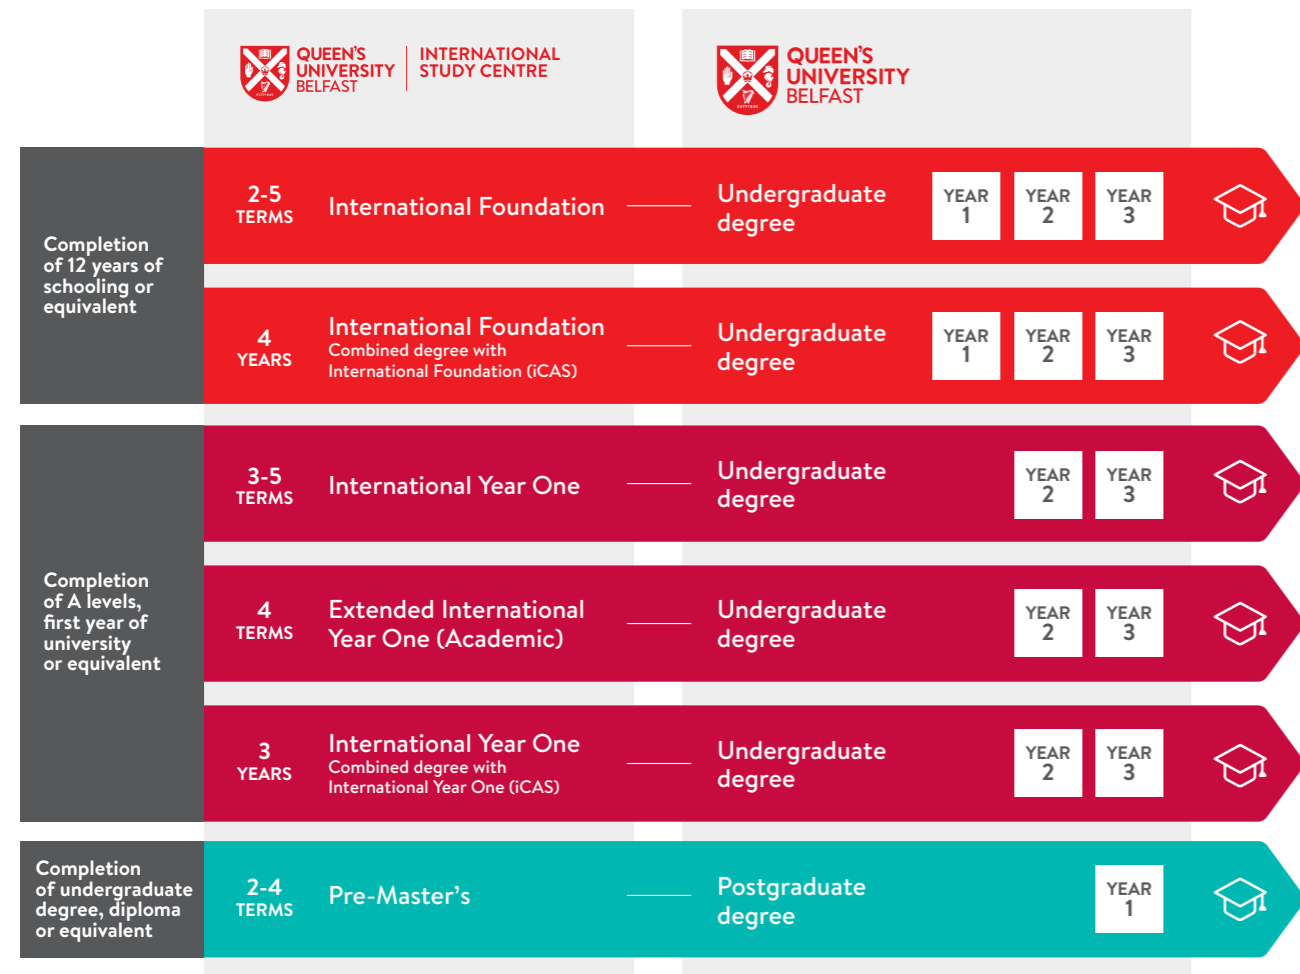 QUEEN'S
UNIVERSITY
BELFAST
INTERNATIONAL
STUDY CENTRE
QUEEN'S
UNIVERSITY
BELFAST
Completion
of 12 years of
schooling or
equivalent
2-5
TERMS
International Foundation
Undergraduate
degree
YEAR
1
YEAR
2
YEAR
3
4
YEARS
International Foundation
Combined degree with
International Foundation (iCAS)
Undergraduate
degree
YEAR
1
YEAR
2
YEAR
3
Completion
of A levels,
first year of
university
or equivalent
3-5
TERMS
International Year One
Undergraduate
degree
YEAR
2
YEAR
3
4
TERMS
Extended International
Year One (Academic)
Undergraduate
degree
YEAR
2
YEAR
3
3
YEARS
International Year One
Combined degree with
International Year One (iCAS)
Undergraduate
degree
YEAR
2
YEAR
3
Completion
of undergraduate
degree, diploma
or equivalent
2-4
TERMS
Pre-Master's
Postgraduate
degree
YEAR
1